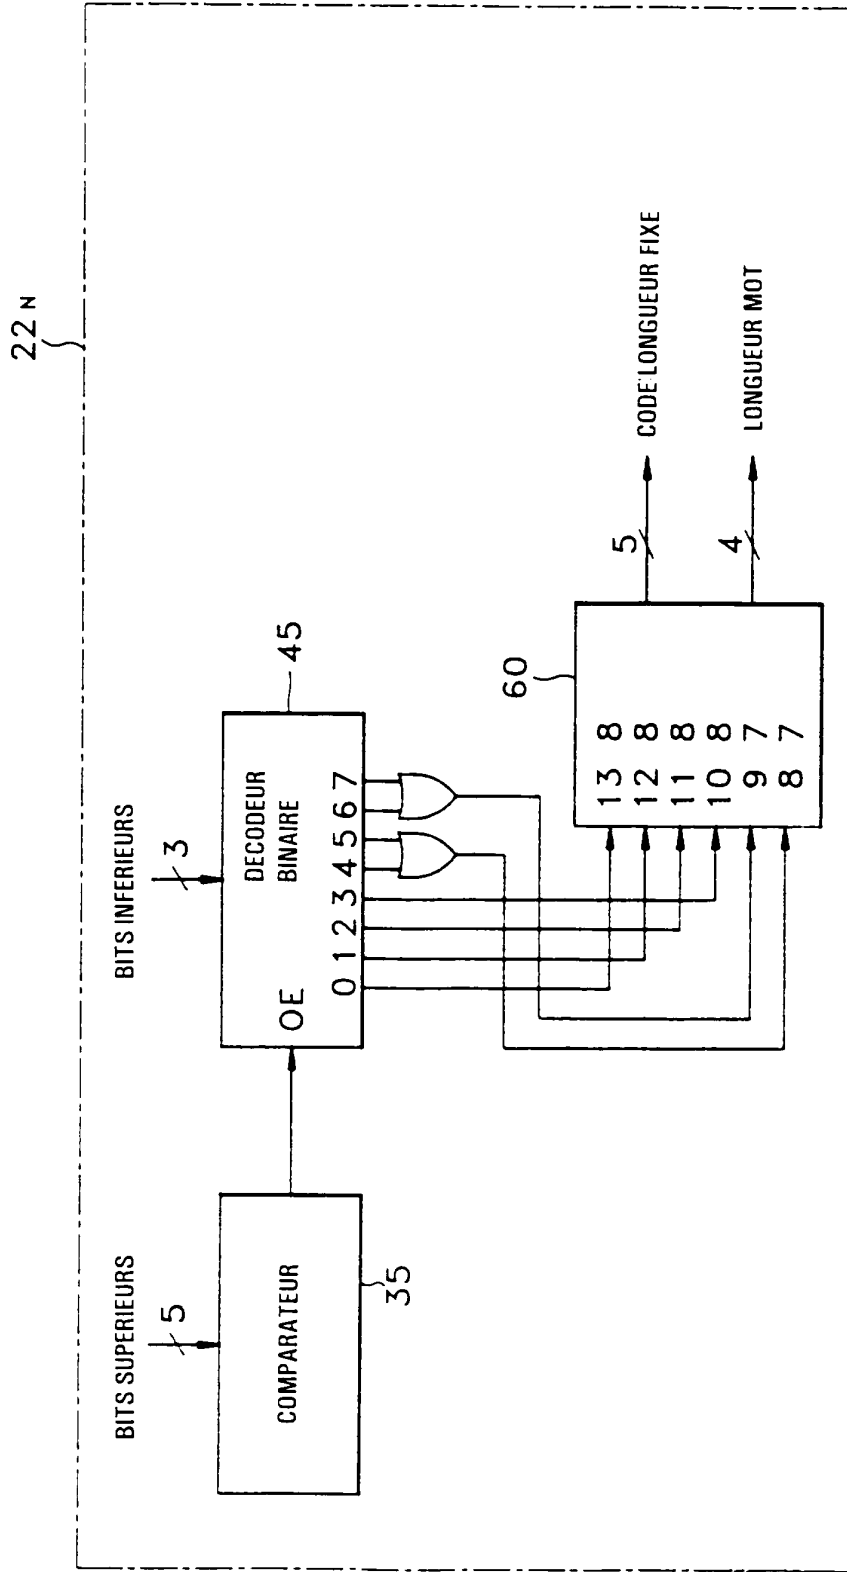 22 N
BITS SUPERIEURS
5
COMPARATEUR
35
BITS INFERIEURS
3
45
DECODEUR
BINAIRE
OE
0 1 2 3 4 5 6 7
60
13 8
12 8
11 8
10 8
9 7
8 7
5
CODE LONGUEUR FIXE
4
LONGUEUR MOT